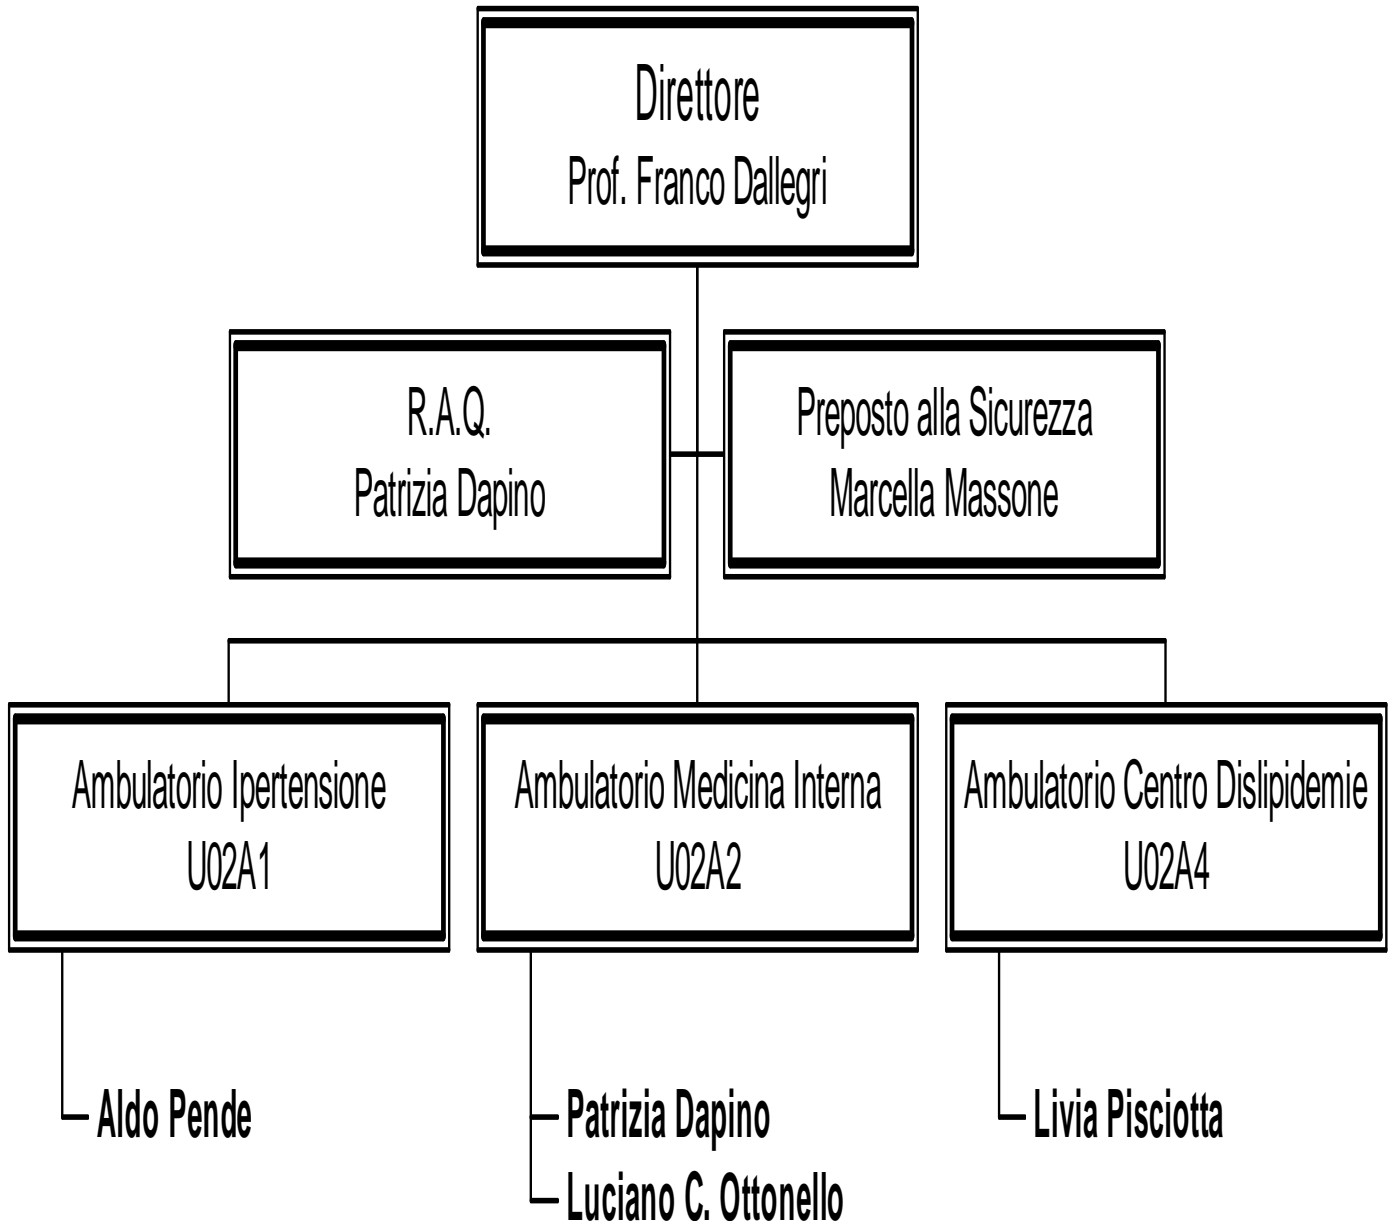 Direttore
Prof. Franco Dallegri
R.A.Q.
Patrizia Dapino
Preposto alla Sicurezza
Marcella Massone
Ambulatorio Ipertensione
U02A1
Ambulatorio Medicina Interna
U02A2
Ambulatorio Centro Dislipidemie
U02A4
Aldo Pende
Patrizia Dapino
Luciano C. Ottonello
Livia Pisciotta